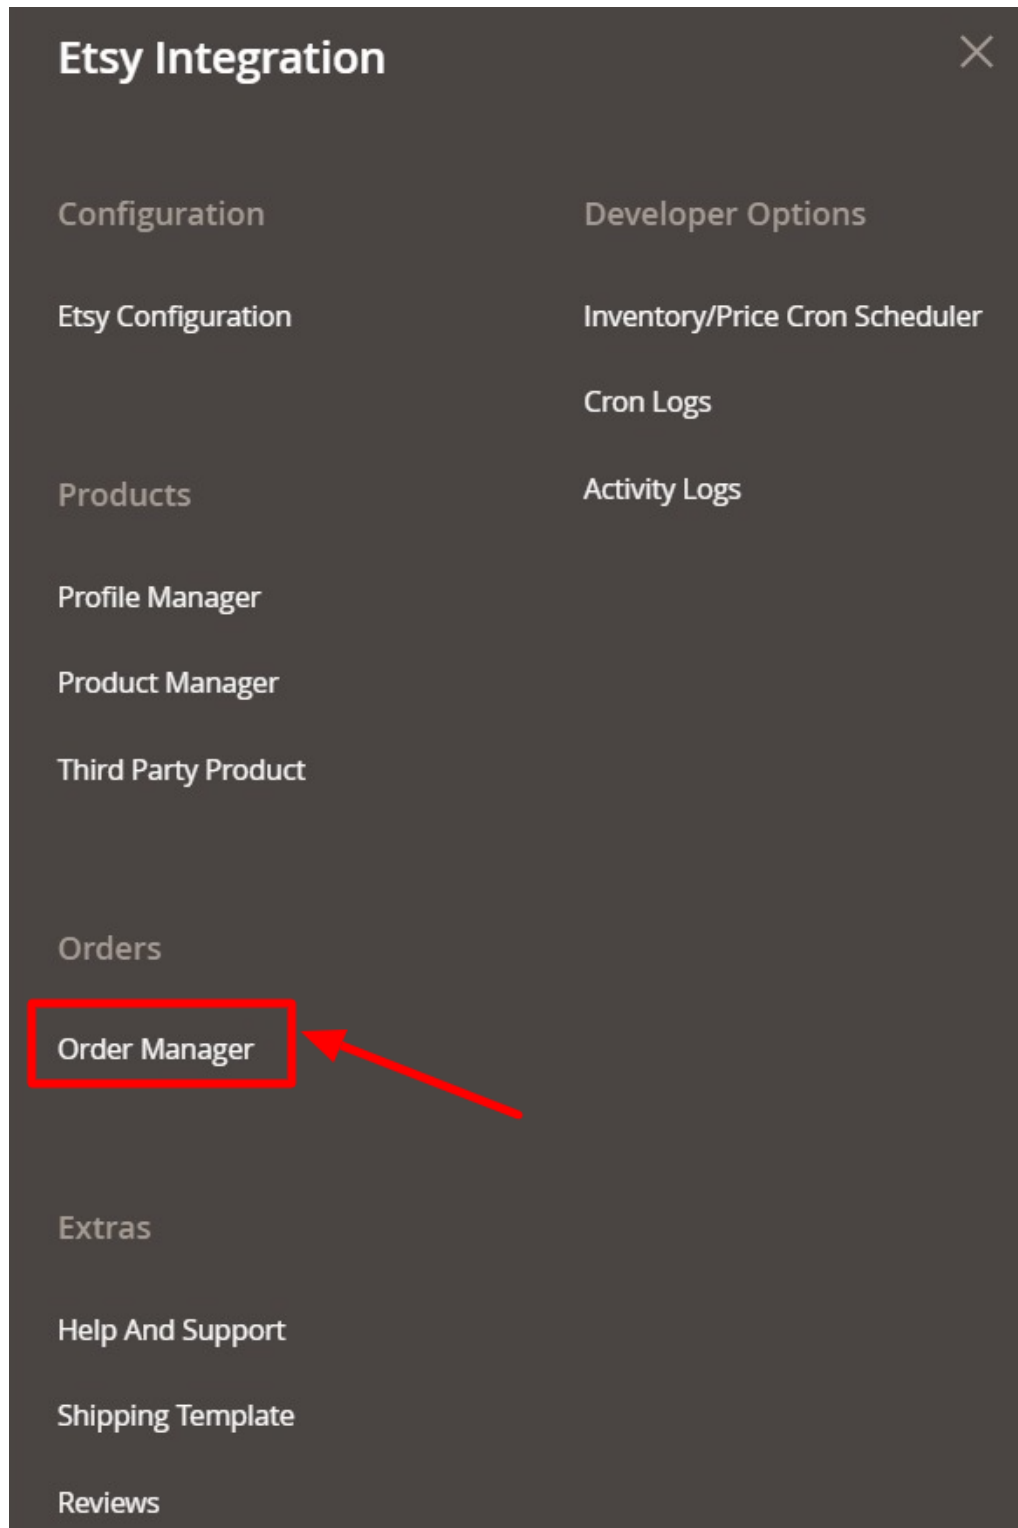 Etsy Integration
Configuration
Etsy Configuration
Products
Profile Manager
Product Manager
Third Party Product
Orders
Order Manager
Extras
Help And Support
Shipping Template
Reviews
Developer Options
Inventory/Price Cron Scheduler
Cron Logs
Activity Logs